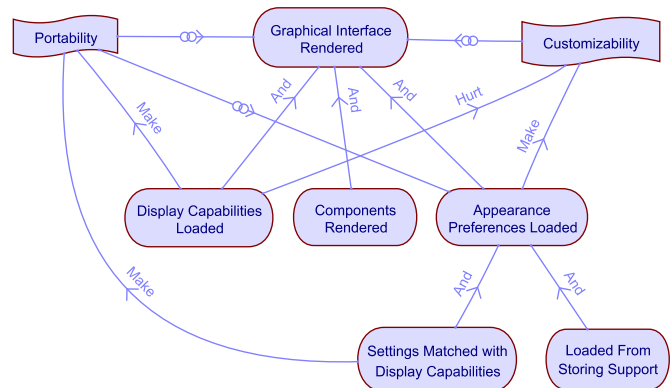 Portability
Graphical Interface
Rendered
Customizability
And
And
And
Hurt
Make
Make
Display Capabilities
Loaded
Components
Rendered
Appearance
Preferences Loaded
Make
And
And
Settings Matched with
Display Capabilities
Loaded From
Storing Support